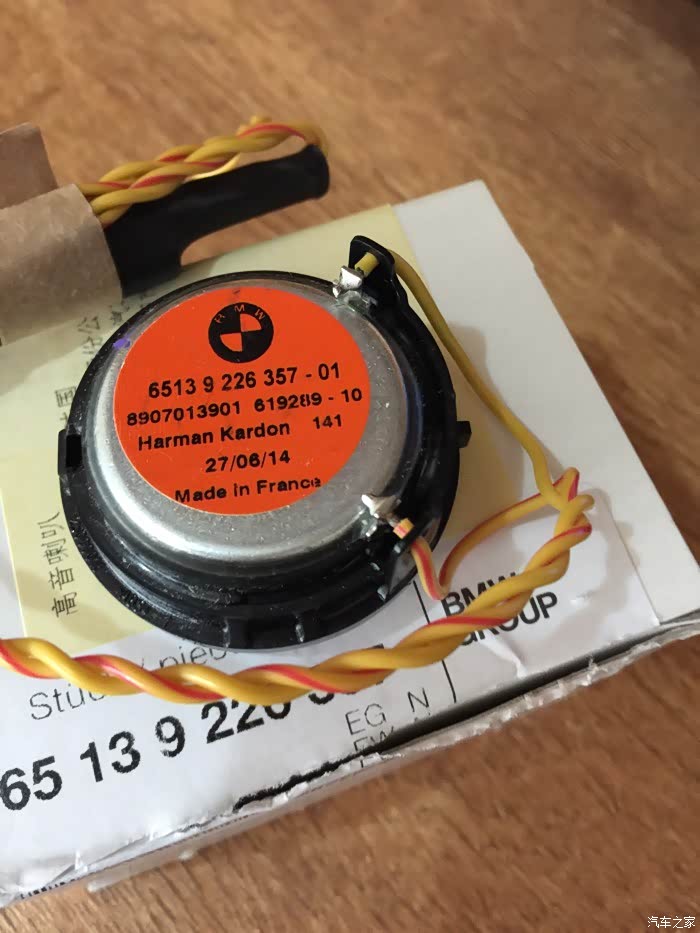 BMW
6513 9 226 357 - 01
8907013901 619289 - 10
Harman Kardon 141
27/06/14
Made in France
高音喇叭
BMW
GROUP
EG N
65 13 9 226
汽车之家